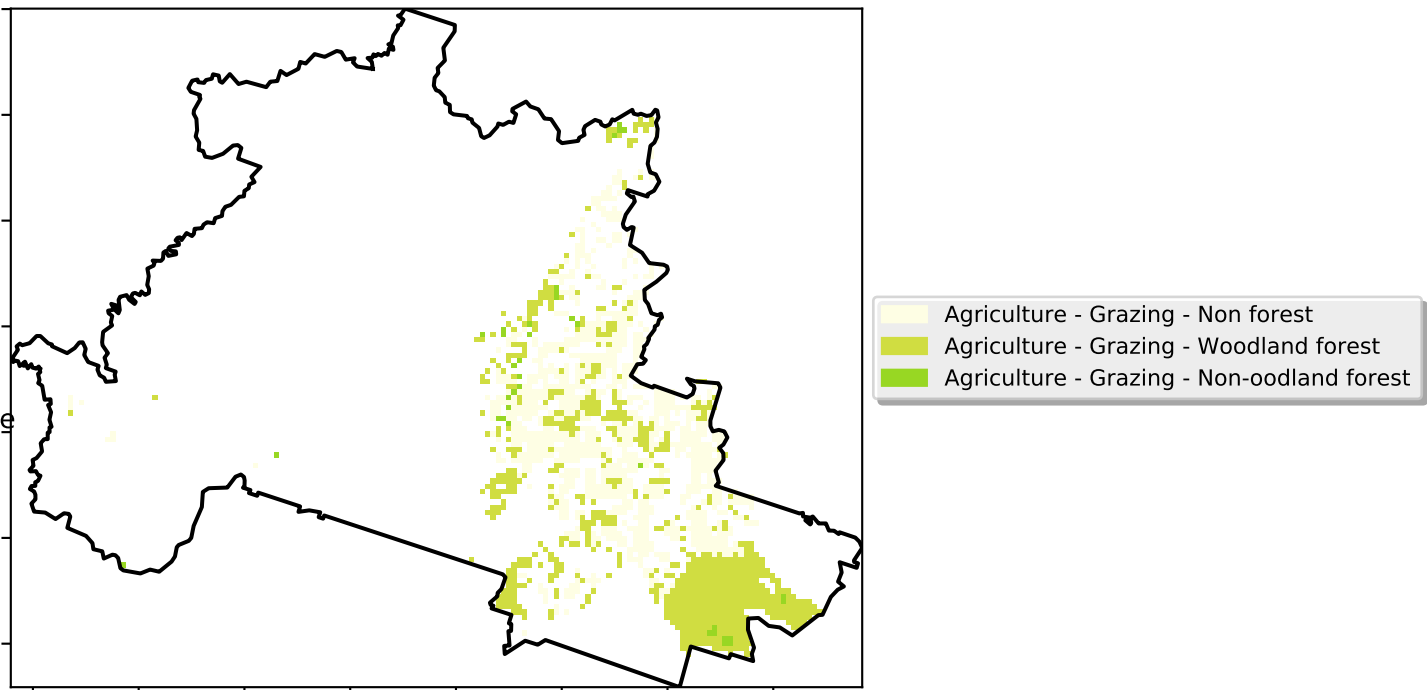 Agriculture - Grazing - Non forest
Agriculture - Grazing - Woodland forest
Agriculture - Grazing - Non-oodland forest
e